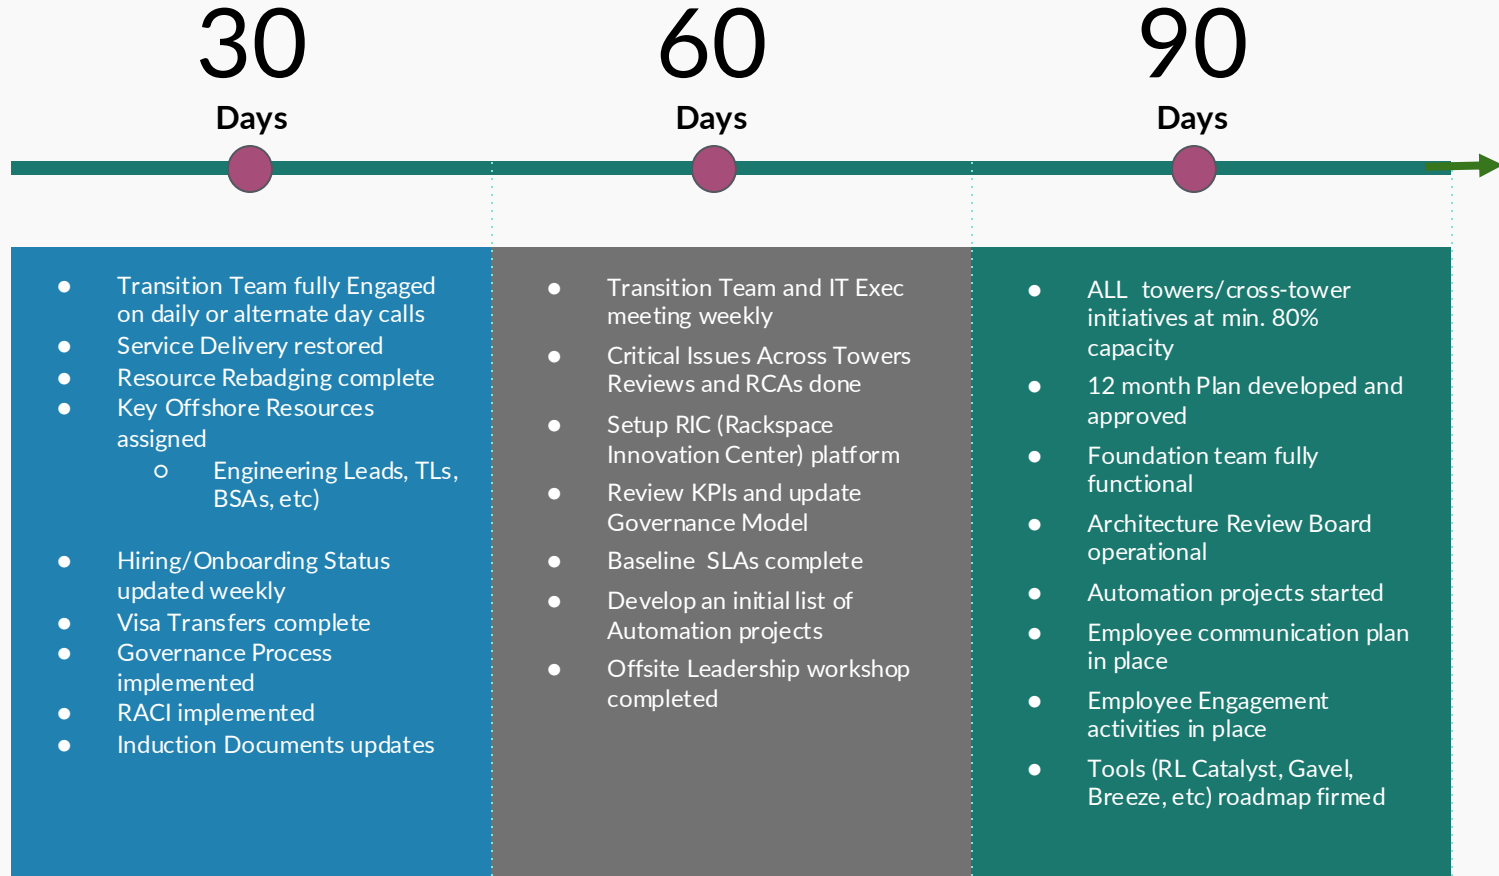 30
Days
60
Days
90
Days
Transition Team fully Engaged
on daily or alternate day calls
Service Delivery restored
Resource Rebadging complete
Key Offshore Resources
assigned
Engineering Leads, TLs,
BSAs, etc)
Hiring/Onboarding Status
updated weekly
Visa Transfers complete
Governance Process
implemented
RACI implemented
Induction Documents updates
Transition Team and IT Exec
meeting weekly
Critical Issues Across Towers
Reviews and RCAs done
Setup RIC (Rackspace
Innovation Center) platform
Review KPIs and update
Governance Model
Baseline SLAs complete
Develop an initial list of
Automation projects
Offsite Leadership workshop
completed
ALL towers/cross-tower
initiatives at min. 80%
capacity
12 month Plan developed and
approved
Foundation team fully
functional
Architecture Review Board
operational
Automation projects started
Employee communication plan
in place
Employee Engagement
activities in place
Tools (RL Catalyst, Gavel,
Breeze, etc) roadmap firmed